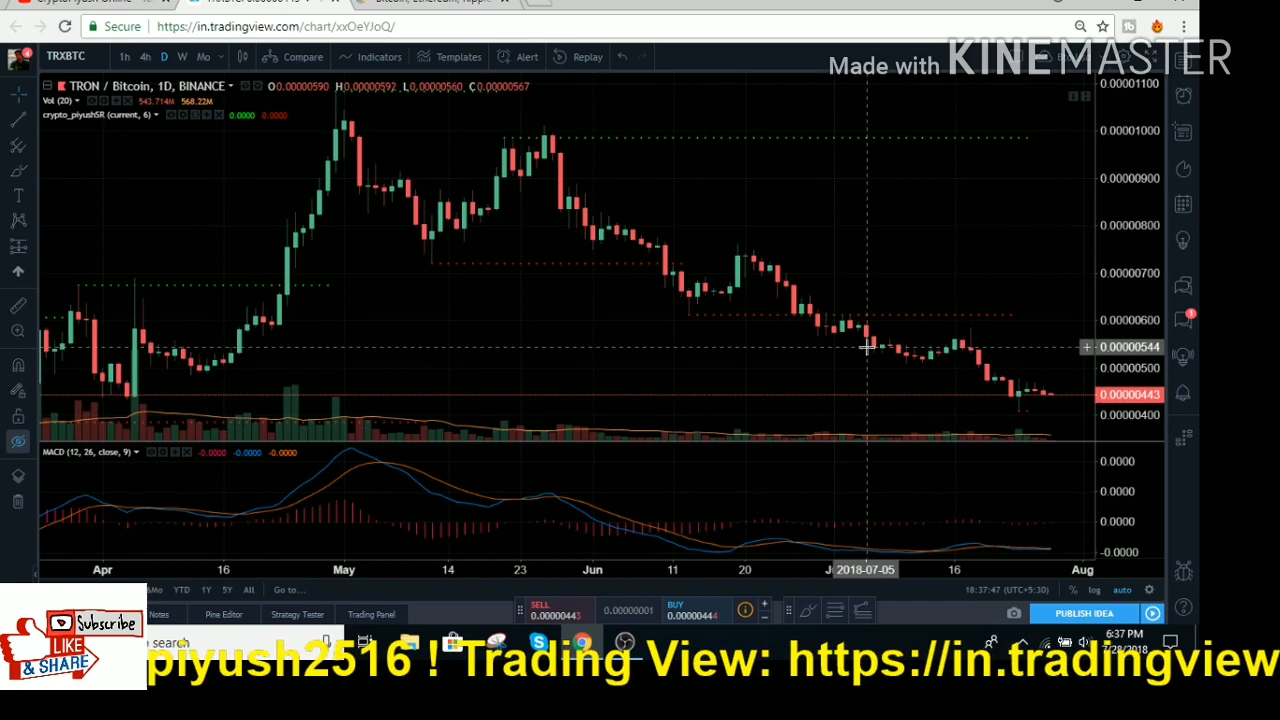 Secure https://in.tradingview.com/chart/xxOeYJoQ/
TRXBTC 1h 4h D W Mo Compare Indicators Templates Alert Replay
Made with KINEMASTER
TRON / Bitcoin, 1D, BINANCE O0.00000590 H0.00000592 L0.00000560 C0.00000567
Vol (20) 543.714M 568.22M
crypto_piyushSR (current, 6) 0.0000 0.0000
0.00001100
0.00001000
0.00000900
0.00000800
0.00000700
0.00000600
0.00000544
0.00000500
0.00000443
0.00000400
MACD (12, 26, close, 9) -0.0000 -0.0000 -0.0000
0.0000
0.0000
0.0000
-0.0000
Apr 16 May 14 23 Jun 11 20 2018-07-05 16 Aug
YTD 1Y 5Y All Go to... 18:37:47 (UTC+5:30) % log auto
Notes Pine Editor Strategy Tester Trading Panel
SELL 0.00000443 0.00000001 BUY 0.00000444
PUBLISH IDEA
Subscribe
LIKE
& SHARE
search
6:37 PM
7/28/2018
piyush2516 ! Trading View: https://in.tradingview